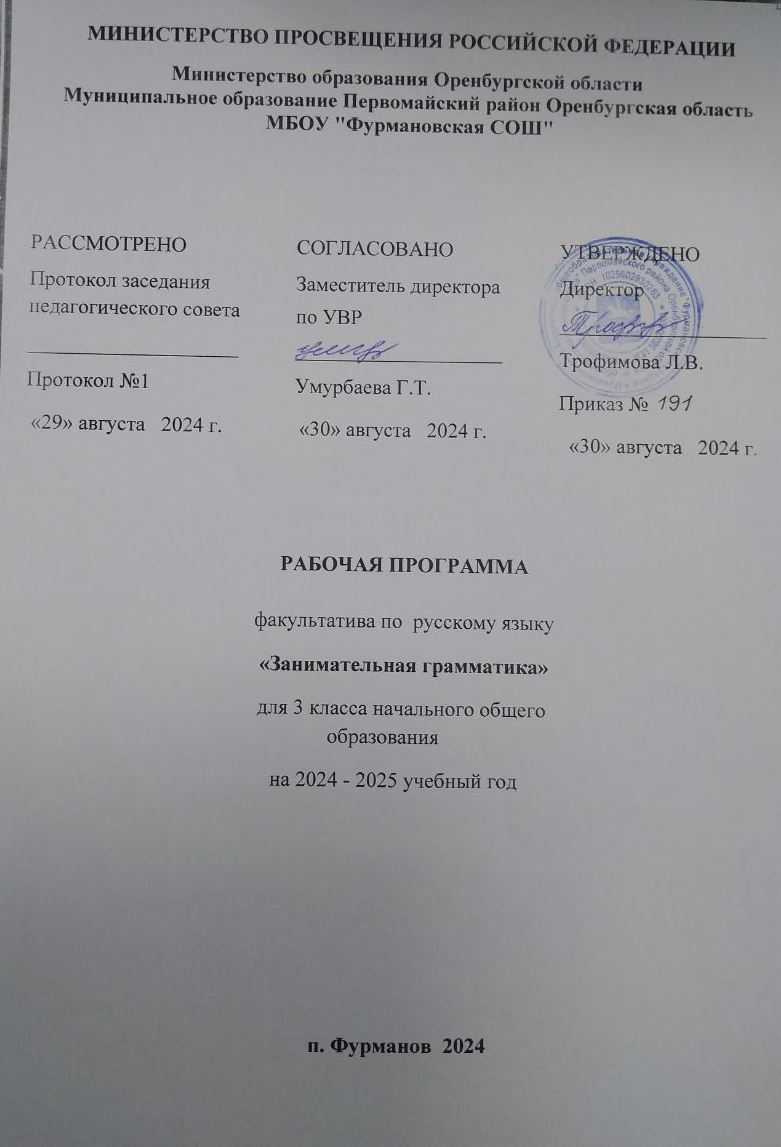 МИНИСТЕРСТВО ПРОСВЕЩЕНИЯ РОССИЙСКОЙ ФЕДЕРАЦИИ
Министерство образования Оренбургской области
Муниципальное образование Первомайский район Оренбургская область
МБОУ "Фурмановская СОШ"
РАССМОТРЕНО
Протокол заседания
педагогического совета
Протокол №1
«29» августа 2024 г.
СОГЛАСОВАНО
Заместитель директора
по УВР
Умурбаева Г.Т.
«30» августа 2024 г.
УТВЕРЖДЕНО
Директор
Трофимова Л.В.
Приказ № 191
«30» августа 2024 г.
РАБОЧАЯ ПРОГРАММА
факультатива по русскому языку
«Занимательная грамматика»
для 3 класса начального общего
образования
на 2024 - 2025 учебный год
п. Фурманов 2024